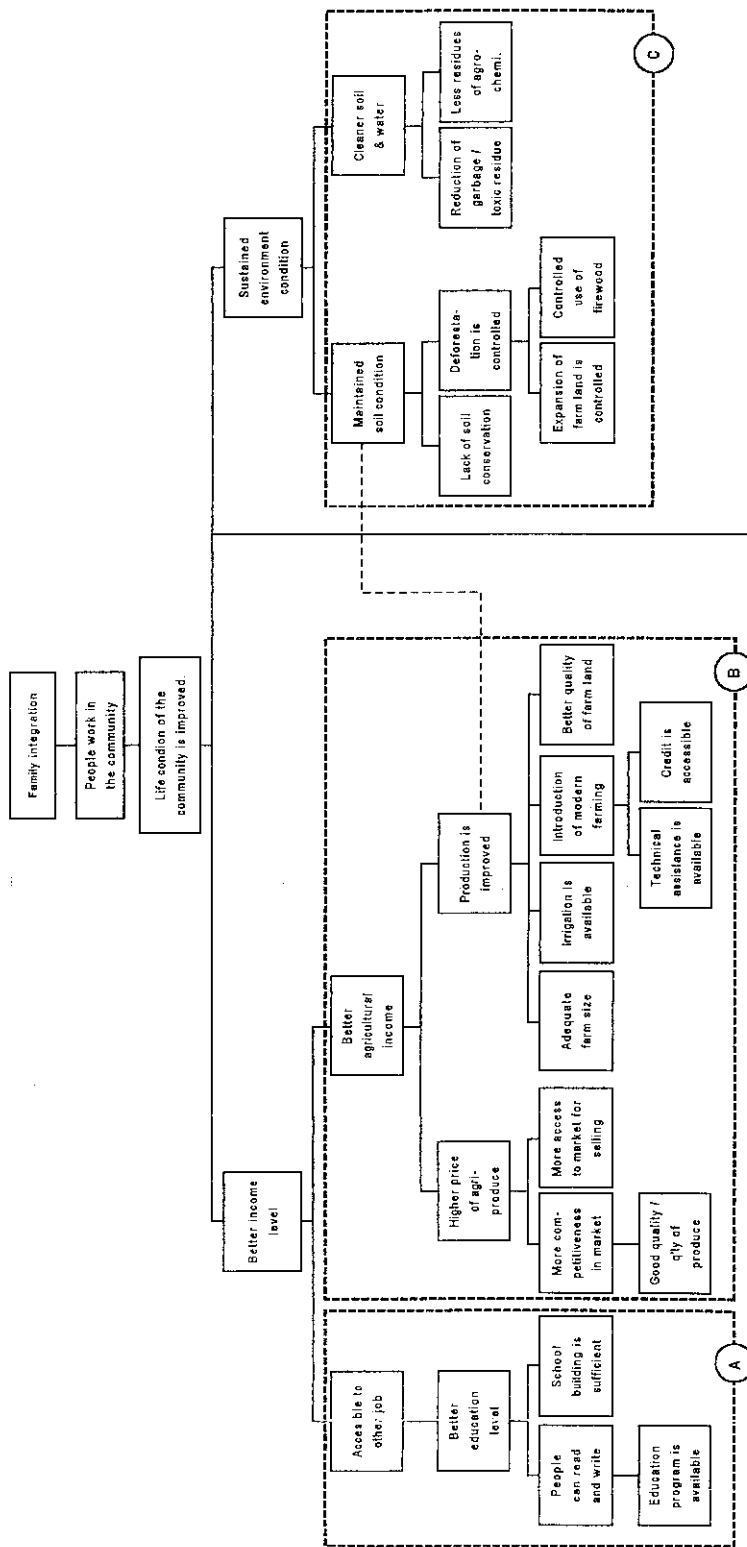 Family integration
People work in
the community
Life condion of the
community is improved.
Better income
level
Sustained
environment
condition
Acces ble to
other job
Better
agricultural
income
Maintained
soil condition
Cleaner soil
& water
Better
education
level
Higher price
of agri-
produce
Production is
improved
Lack of soil
conservation
Deforesta-
tion is
controlled
Reduction of
garbage /
toxic residue
Less residues
of agro-
chemi.
People
can read
and write
School
building is
sufficient
More com-
petitiveness
in market
More access
to market for
selling
Adequate
farm size
Irrigation is
available
Introduction
of modern
farming
Better quality
of farm land
Expansion of
farm land is
controlled
Controlled
use of
firewood
Education
program is
available
Good quality /
q'ty of
produce
Technical
assistance is
available
Credit is
accessible
A
B
C